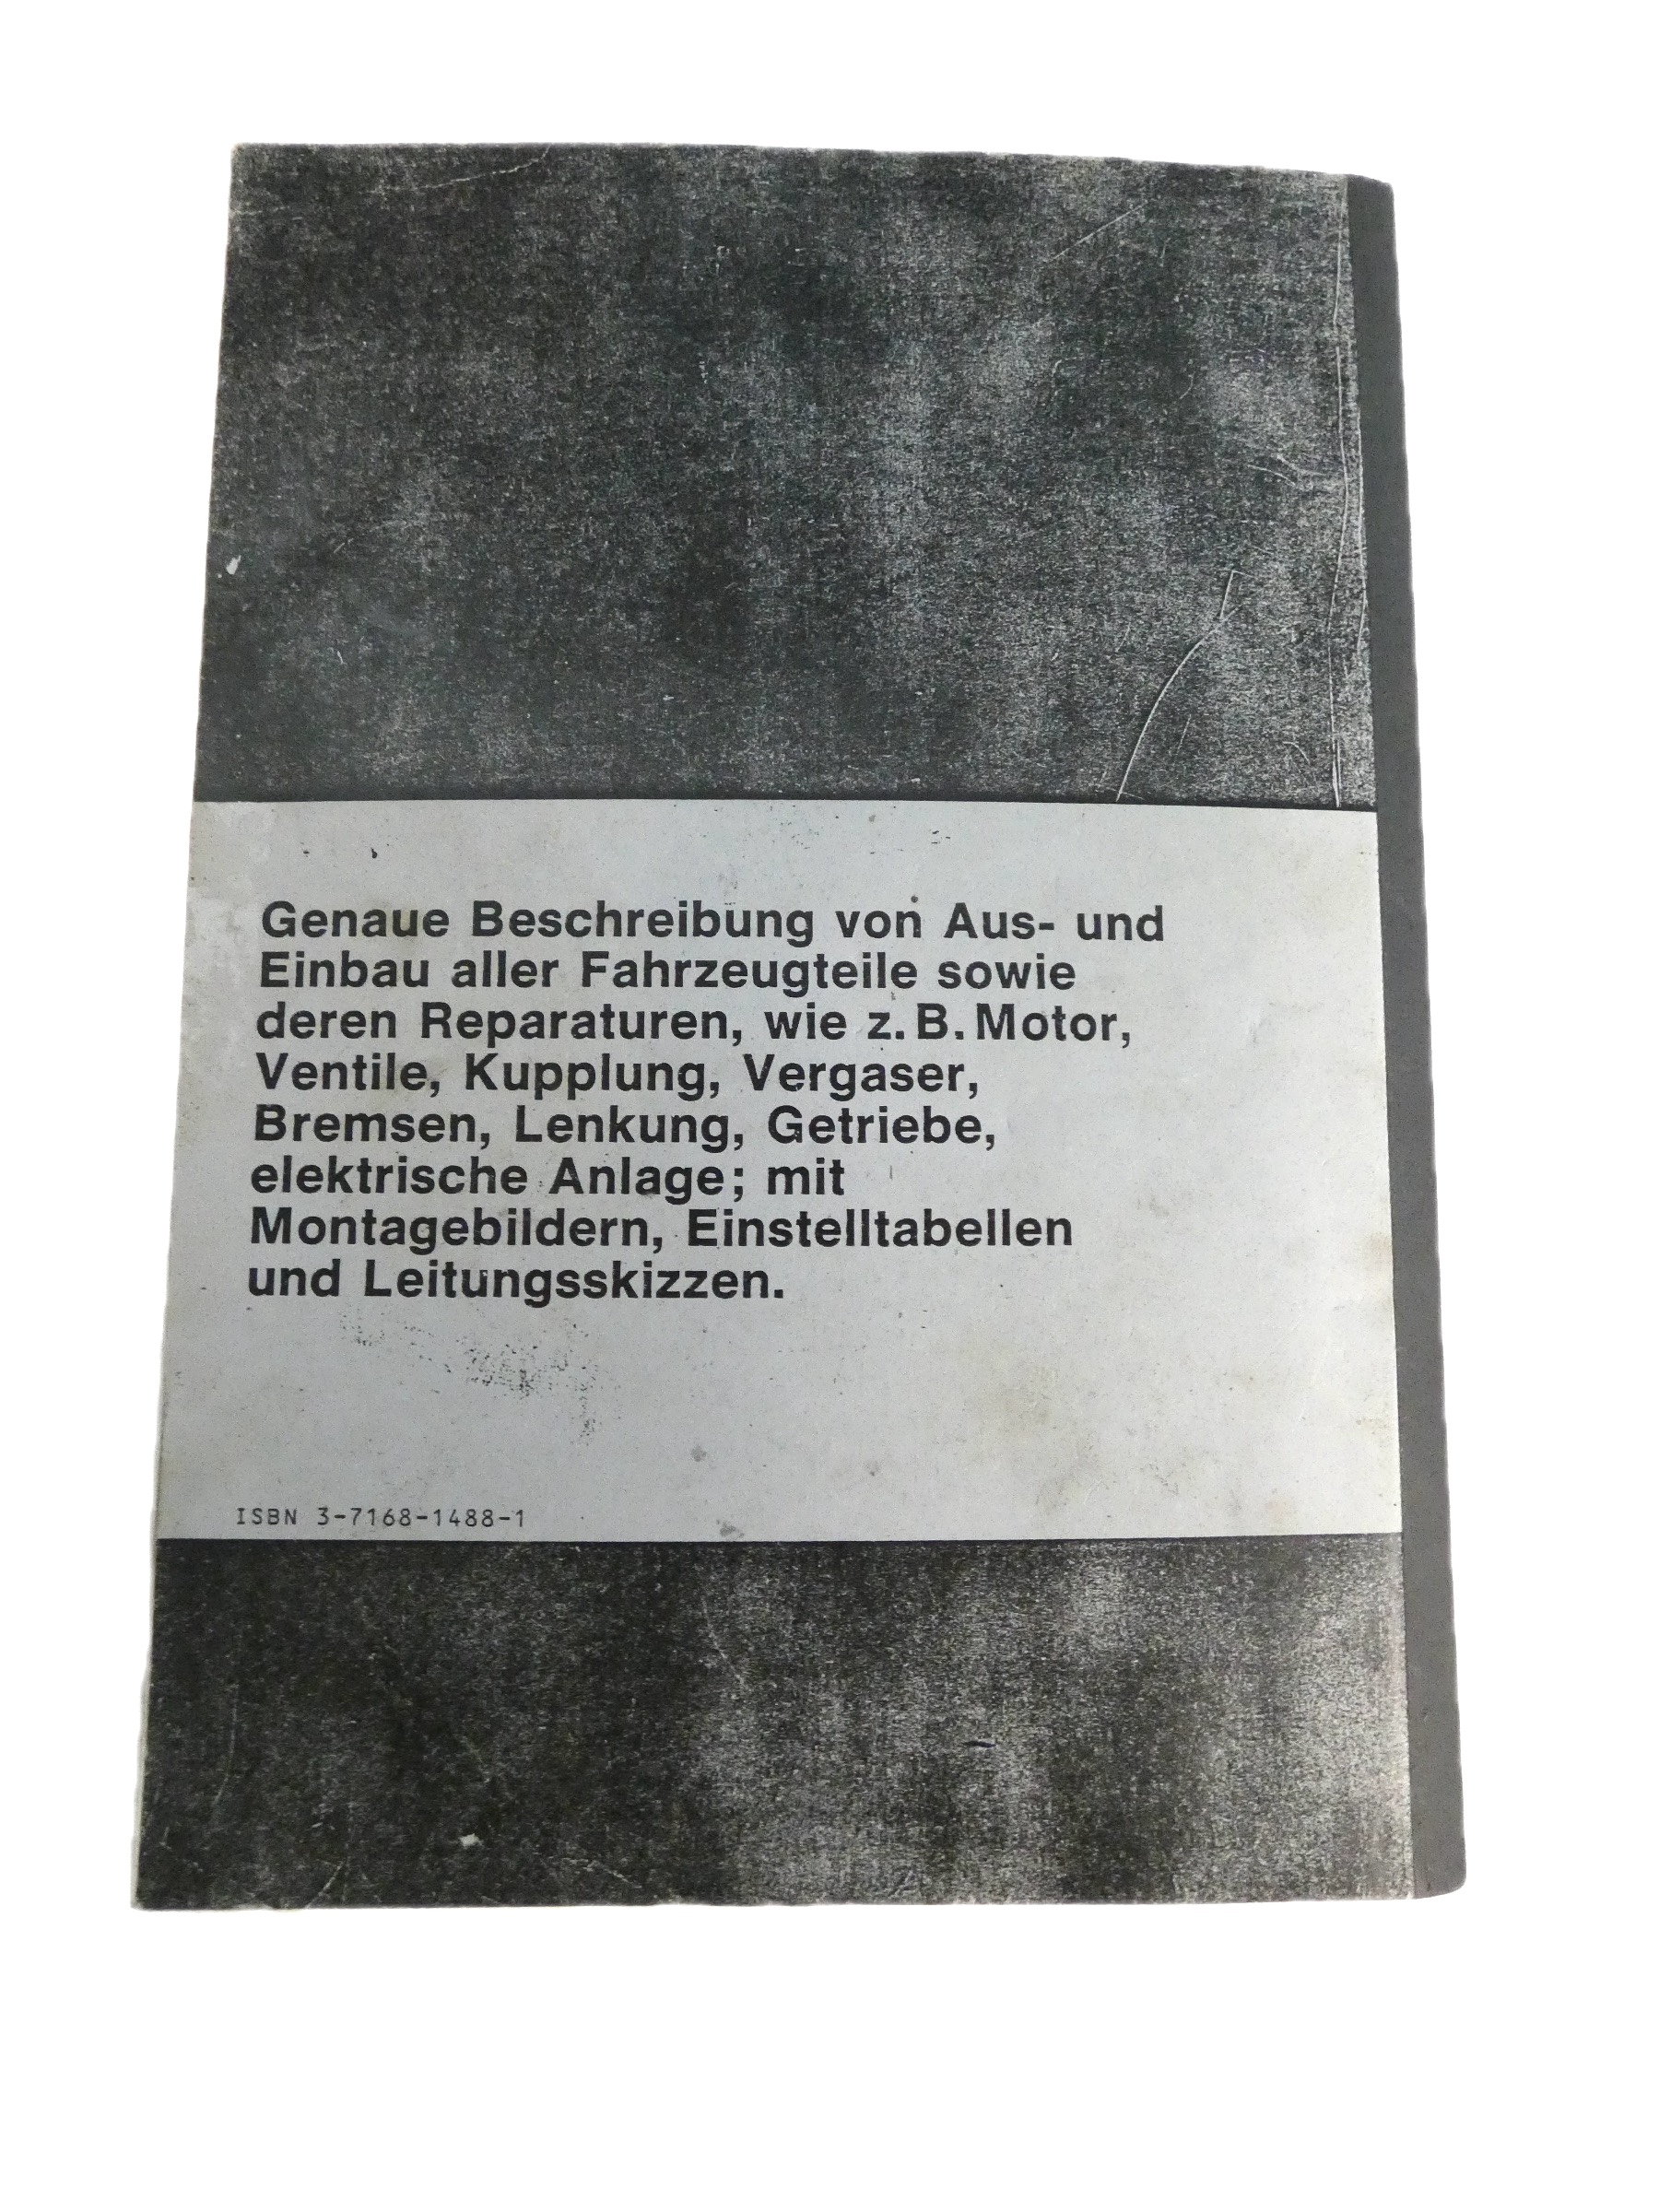 Genaue Beschreibung von Aus- und
Einbau aller Fahrzeugteile sowie
deren Reparaturen, wie z. B. Motor,
Ventile, Kupplung, Vergaser,
Bremsen, Lenkung, Getriebe,
elektrische Anlage; mit
Montagebildern, Einstelltabellen
und Leitungsskizzen.
ISBN 3-7168-1488-1